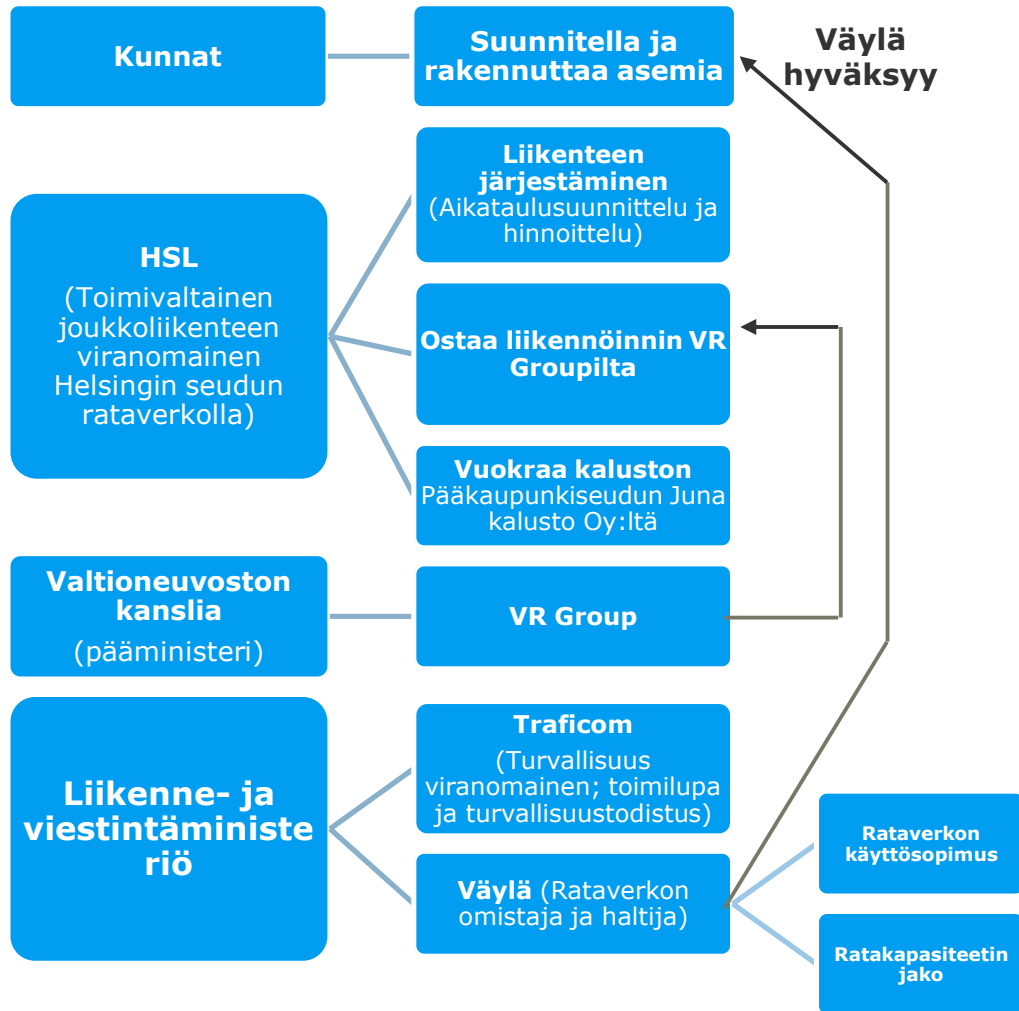 Kunnat
Suunnitella ja
rakennuttaa asemia
Väylä
hyväksyy
HSL
(Toimivaltainen
joukkoliikenteen
viranomainen
Helsingin seudun
rataverkolla)
Liikenteen
järjestäminen
(Aikataulusuunnittelu ja
hinnoittelu)
Ostaa liikennöinnin VR
Groupilta
Vuokraa kaluston
Pääkaupunkiseudun Juna
kalusto Oy:ltä
Valtioneuvoston
kanslia
(pääministeri)
VR Group
Liikenne– ja
viestintäministe
riö
Traficom
(Turvallisuus
viranomainen; toimilupa
ja turvallisuustodistus)
Väylä (Rataverkon
omistaja ja haltija)
Rataverkon
käyttösopimus
Ratakapasiteetin
jako